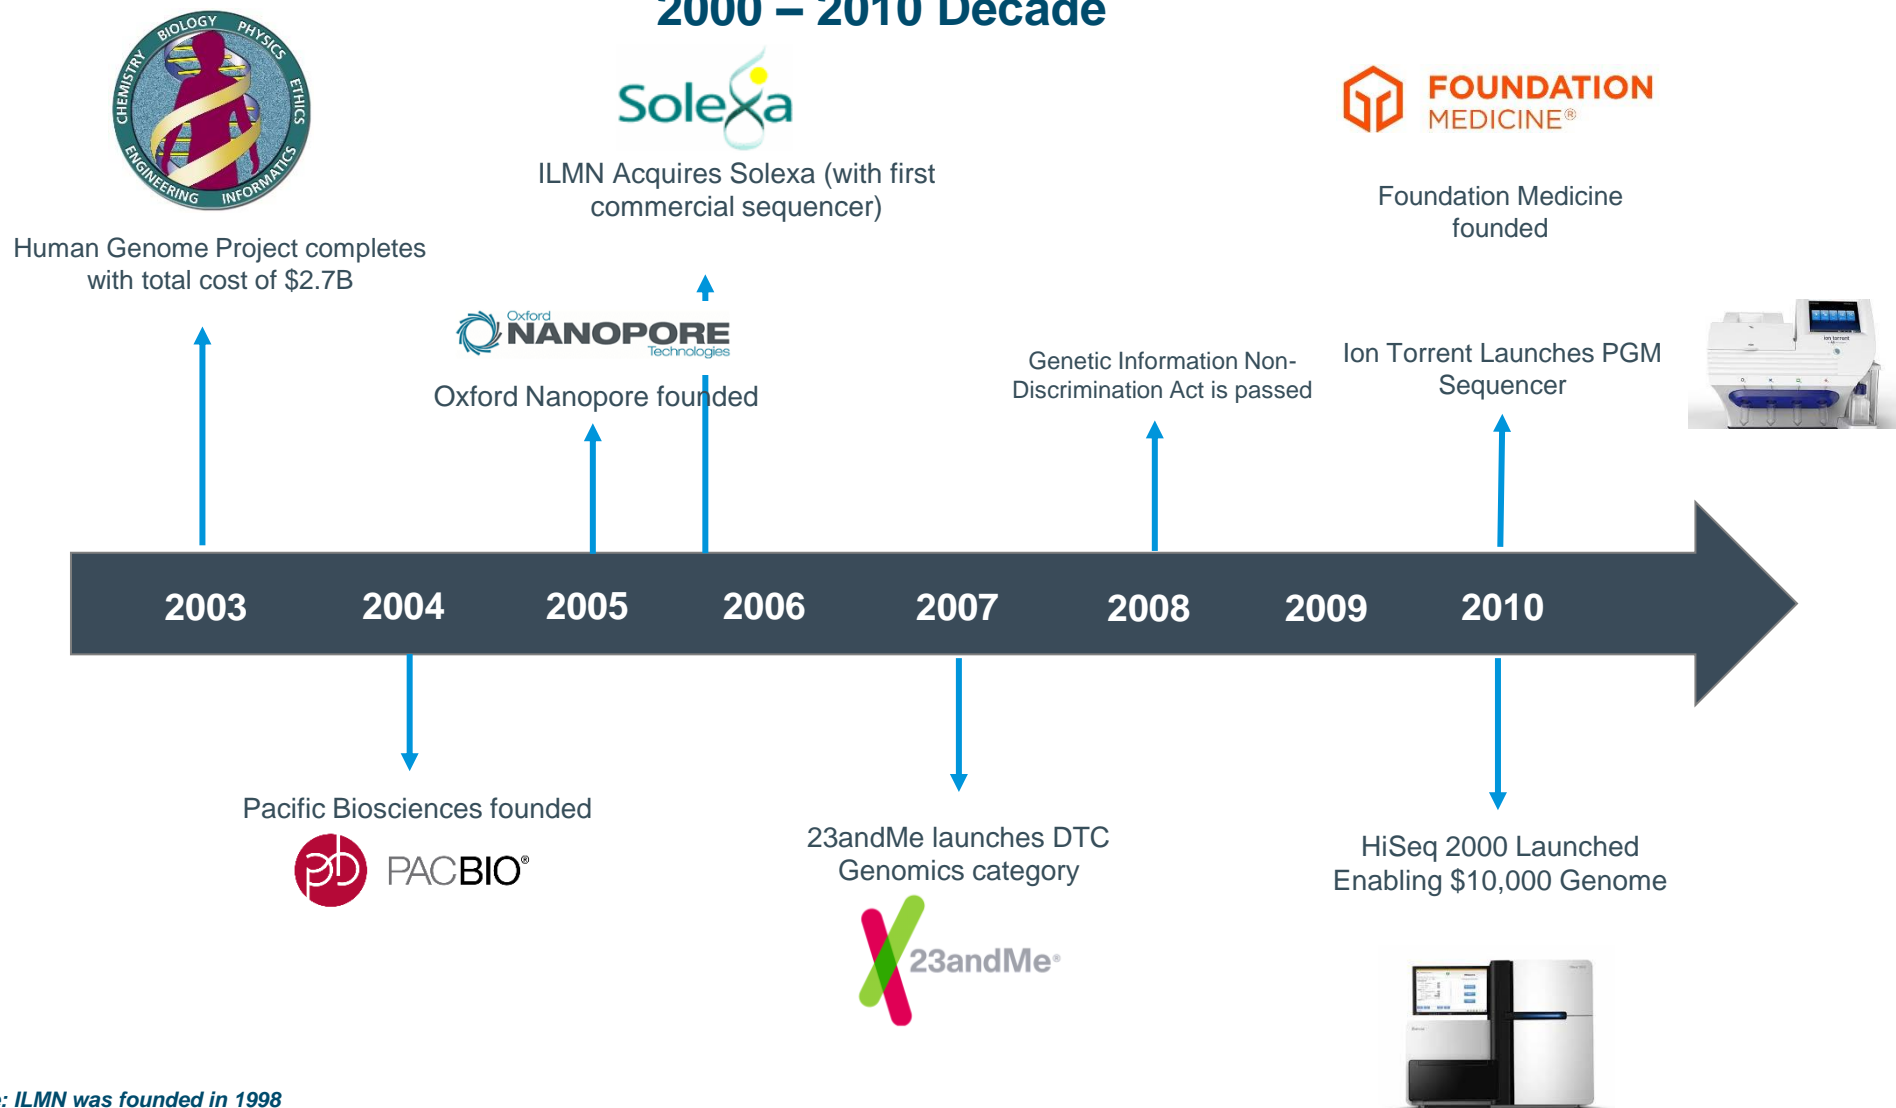 2000 – 2010 Decade
CHEMISTRY BIOLOGY PHYSICS ETHICS
ENGINEERING INFORMATICS
Human Genome Project completes
with total cost of $2.7B
Solexa
ILMN Acquires Solexa (with first
commercial sequencer)
Oxford
NANOPORE
Technologies
Oxford Nanopore founded
Genetic Information Non-
Discrimination Act is passed
FOUNDATION
MEDICINE®
Foundation Medicine
founded
Ion Torrent Launches PGM
Sequencer
ion torrent
2003 2004 2005 2006 2007 2008 2009 2010
Pacific Biosciences founded
PACBIO®
23andMe launches DTC
Genomics category
23andMe®
HiSeq 2000 Launched
Enabling $10,000 Genome
: ILMN was founded in 1998